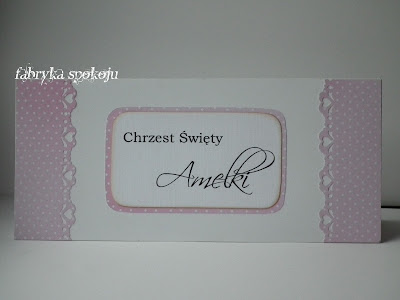 fabryka spokoju
Chrzest Święty
Amelki